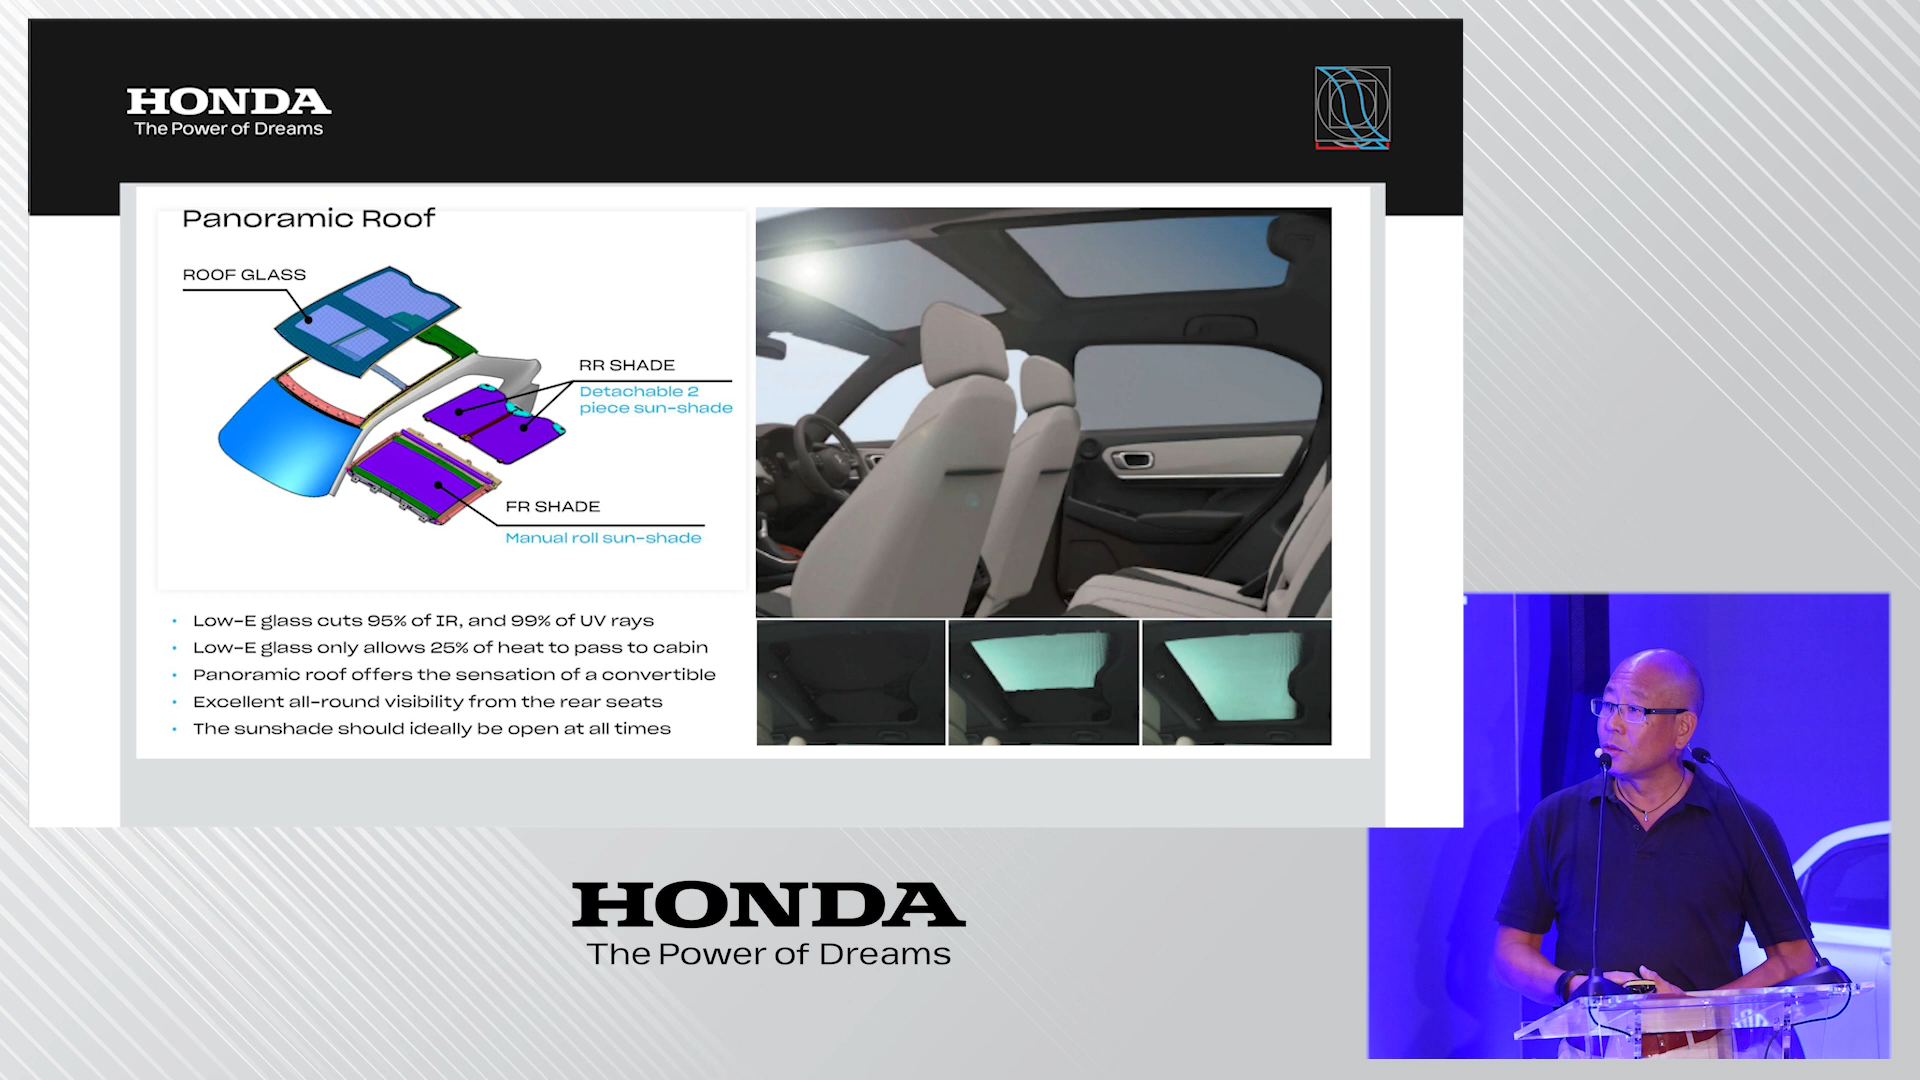 HONDA
The Power of Dreams
Panoramic Roof
ROOF GLASS
RR SHADE
Detachable 2
piece sun-shade
FR SHADE
Manual roll sun-shade
• Low-E glass cuts 95% of IR, and 99% of UV rays
• Low-E glass only allows 25% of heat to pass to cabin
• Panoramic roof offers the sensation of a convertible
• Excellent all-round visibility from the rear seats
• The sunshade should ideally be open at all times
HONDA
The Power of Dreams